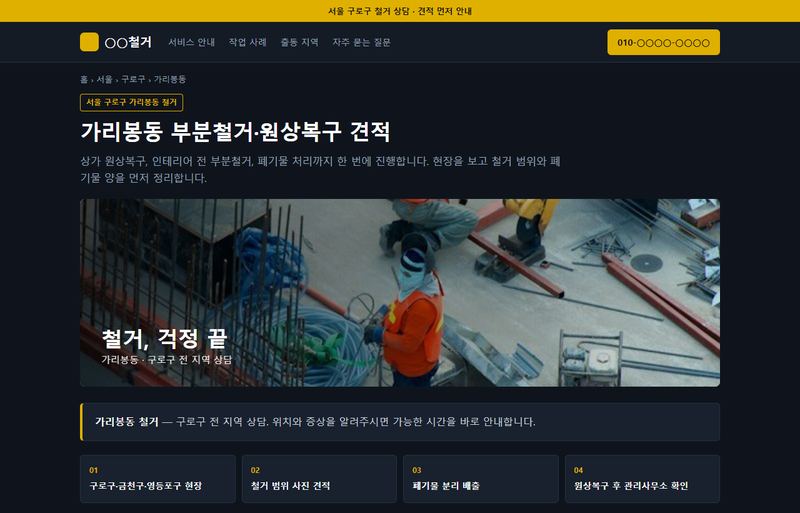 서울 구로구 철거 상담 · 견적 먼저 안내
○○철거 서비스 안내 작업 사례 출동 지역 자주 묻는 질문 010-○○○○-○○○○
홈 › 서울 › 구로구 › 가리봉동
서울 구로구 가리봉동 철거
가리봉동 부분철거·원상복구 견적
상가 원상복구, 인테리어 전 부분철거, 폐기물 처리까지 한 번에 진행합니다. 현장을 보고 철거 범위와 폐
기물 양을 먼저 정리합니다.
철거, 걱정 끝
가리봉동 · 구로구 전 지역 상담
가리봉동 철거 — 구로구 전 지역 상담. 위치와 증상을 알려주시면 가능한 시간을 바로 안내합니다.
01
구로구·금천구·영등포구 현장
02
철거 범위 사진 견적
03
폐기물 분리 배출
04
원상복구 후 관리사무소 확인